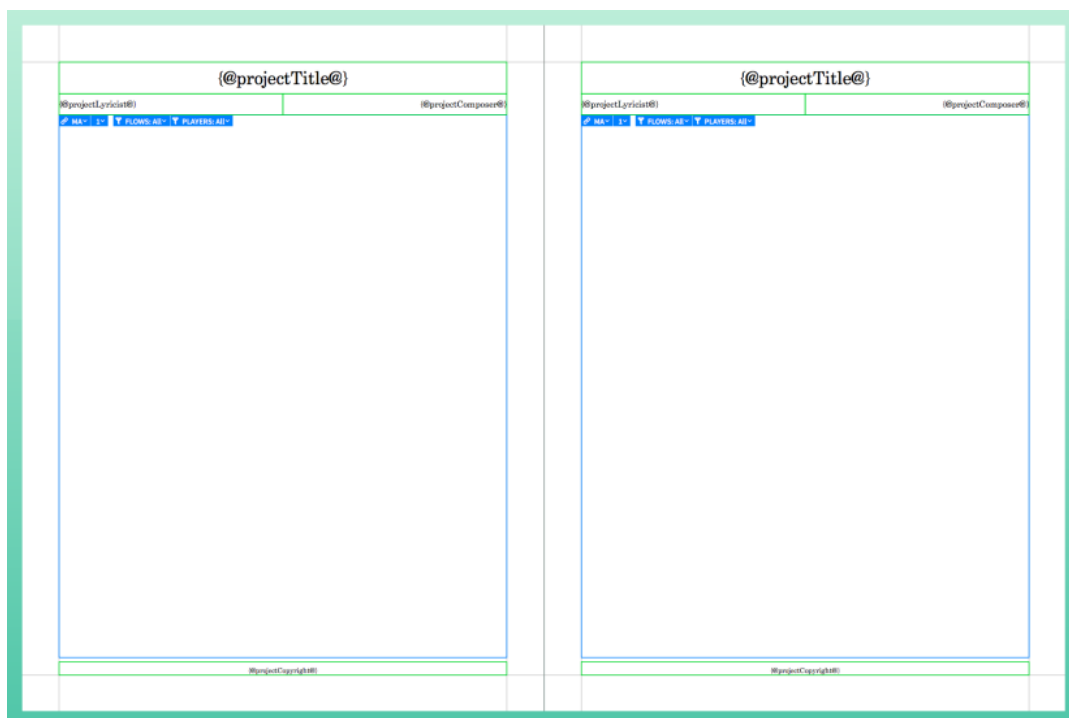 {@projectTitle@}
{@projectLyricist@} {@projectComposer@}
MA 1 FLOWS: All PLAYERS: All
{@projectCopyright@}
{@projectTitle@}
{@projectLyricist@} {@projectComposer@}
MA 1 FLOWS: All PLAYERS: All
{@projectCopyright@}